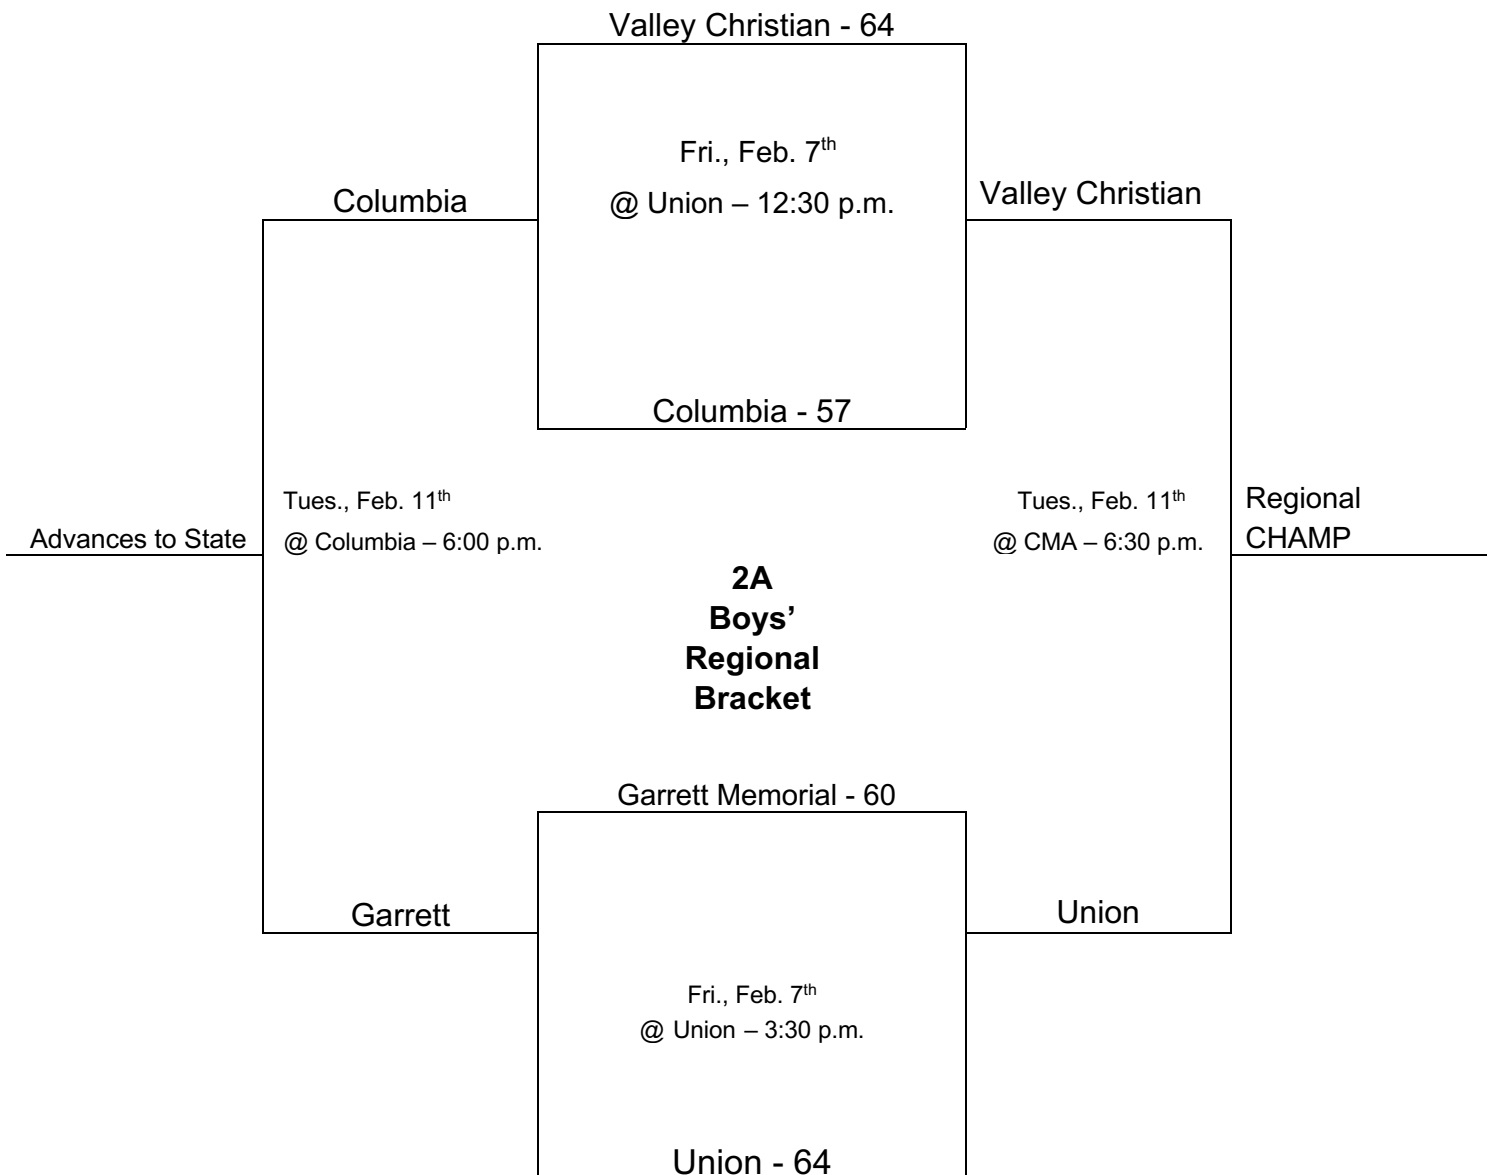 Valley Christian - 64
Fri., Feb. 7th
@ Union – 12:30 p.m.
Columbia
Valley Christian
Columbia - 57
Tues., Feb. 11th
@ Columbia – 6:00 p.m.
Advances to State
Tues., Feb. 11th
@ CMA – 6:30 p.m.
Regional
CHAMP
2A
Boys’
Regional
Bracket
Garrett Memorial - 60
Garrett
Union
Fri., Feb. 7th
@ Union – 3:30 p.m.
Union - 64